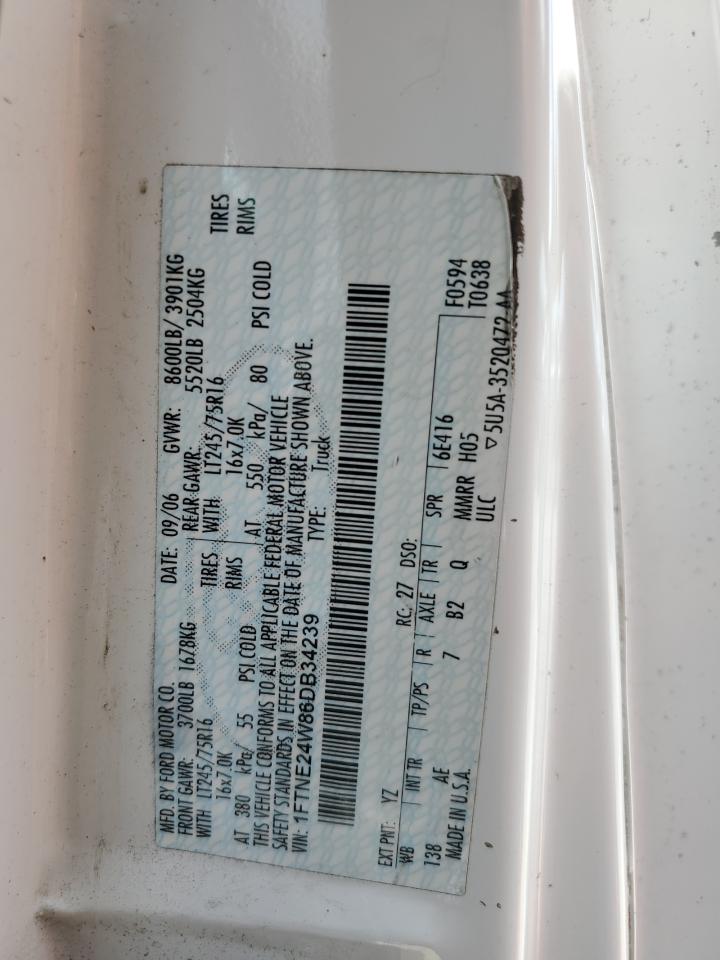 MFD. BY FORD MOTOR CO.
DATE: 09/06 GVWR: 8600LB/ 3901KG
FRONT GAWR: 3700LB 1678KG REAR GAWR: 5520LB 2504KG
WITH LT245/75R16 TIRES WITH LT245/75R16 TIRES
16x7.0K RIMS 16x7.0K RIMS
AT 380 kPa/ 55 PSI COLD AT 550 kPa/ 80 PSI COLD
THIS VEHICLE CONFORMS TO ALL APPLICABLE FEDERAL MOTOR VEHICLE
SAFETY STANDARDS IN EFFECT ON THE DATE OF MANUFACTURE SHOWN ABOVE.
VIN: 1FTNE24W86DB34239 TYPE: Truck
F0594
T0638
EXT PNT: YZ RC: 27 DSO:
WB INT TR TP/PS R AXLE TR SPR 6E416
138 AE 7 B2 Q MMRR H05
MADE IN U.S.A. ULC ▽5U5A-3520472-AA